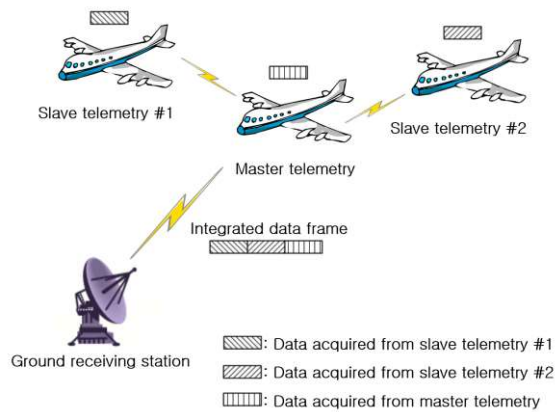 Slave telemetry #1
Slave telemetry #2
Master telemetry
Integrated data frame
Ground receiving station
: Data acquired from slave telemetry #1
: Data acquired from slave telemetry #2
: Data acquired from master telemetry